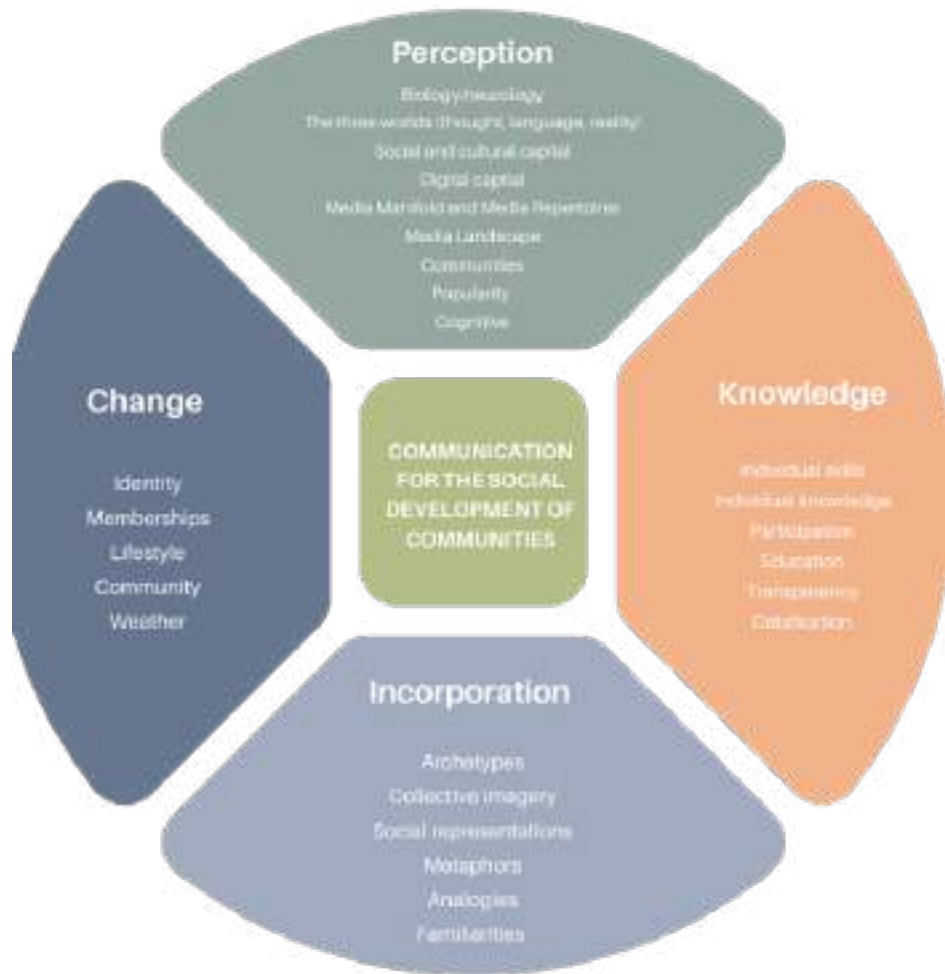 Perception
Biology/neurology
The three worlds (thought, language, reality)
Social and cultural capital
Digital capital
Media Manifold and Media Repertoires
Media Landscape
Communities
Popularity
Cognitive
Change
Identity
Memberships
Lifestyle
Community
Weather
COMMUNICATION
FOR THE SOCIAL
DEVELOPMENT OF
COMMUNITIES
Knowledge
Individual skills
Individual knowledge
Participation
Education
Transparency
Incorporation
Archetypes
Collective imagery
Social representations
Metaphors
Analogies
Familiarities